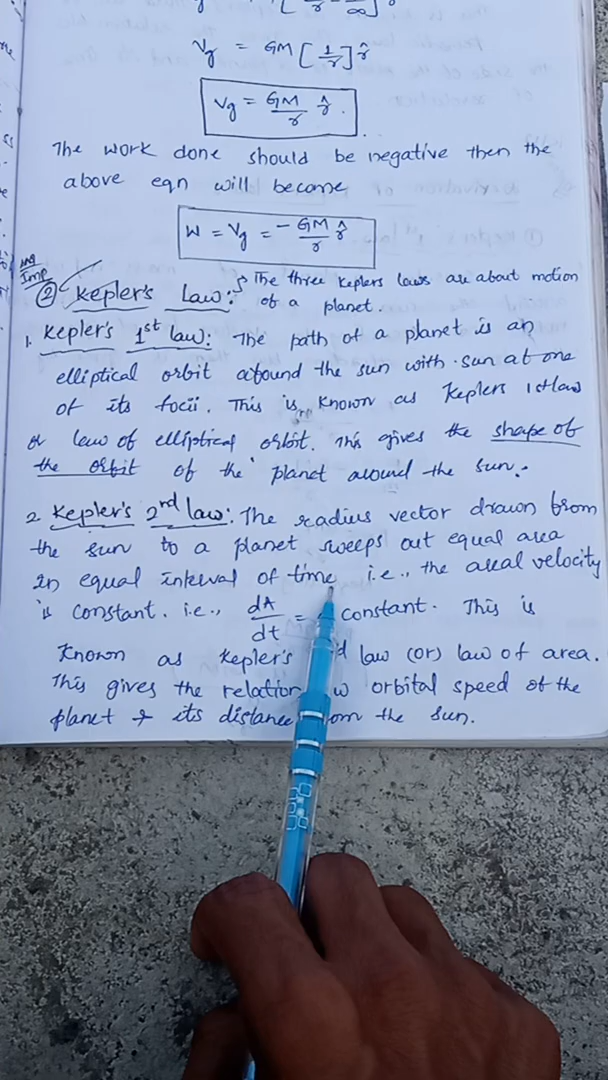 V_g = GM [1/r] r̂
V_g = GM/r r̂.
The work done should be negative then the
above eqn will become
W = V_g = -GM/r r̂
Imp
② Kepler's Law: The three Keplers laws are about motion
of a planet.
1. Kepler's 1st law: The path of a planet is an
elliptical orbit around the sun with sun at one
of its focii. This is known as Keplers 1st law
or law of elliptical orbit. This gives the shape of
the orbit of the planet around the sun.
2. Kepler's 2nd law: The radius vector drawn from
the sun to a planet sweeps out equal area
in equal interval of time i.e., the areal velocity
is constant. i.e., dA/dt = constant. This is
Known as Kepler's law (or) law of area.
This gives the relation orbital speed of the
planet & its distance from the sun.